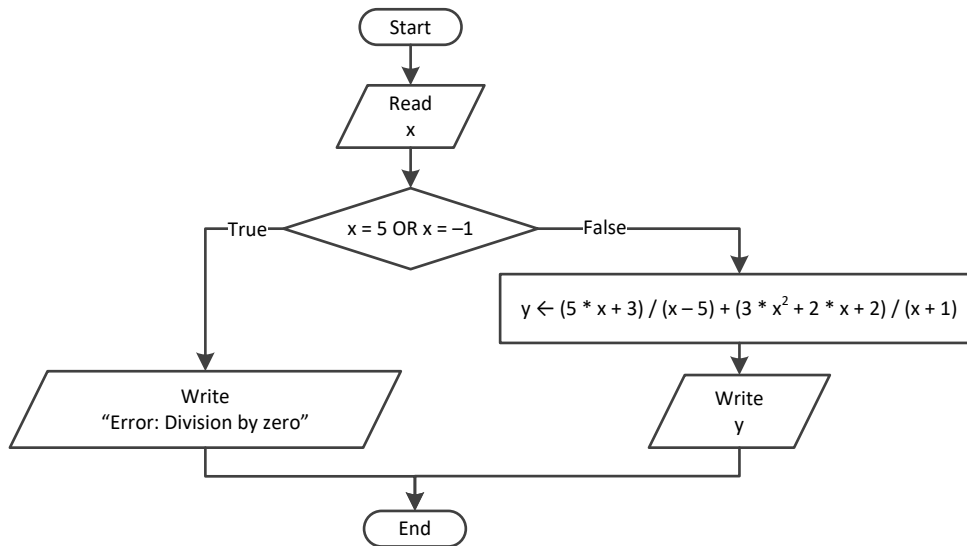 Start
Read
x
x = 5 OR x = –1
True
False
y ← (5 * x + 3) / (x – 5) + (3 * x² + 2 * x + 2) / (x + 1)
Write
“Error: Division by zero”
Write
y
End